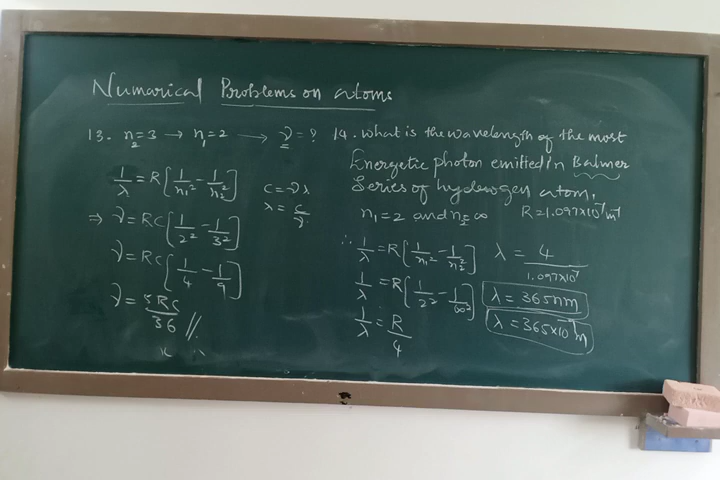 Numarical Problems on atoms
13. n₂=3 → n₁=2 → ν=?
1/λ = R[1/n₁² - 1/n₂²]
C=νλ
λ=c/ν
⇒ ν = RC[1/2² - 1/3²]
ν = RC[1/4 - 1/9]
ν = 5RC/36 //
14. What is the wavelength of the most
Energetic photon emitted in Balmer
Series of hydrogen atom.
n₁=2 and n₂=∞ R=1.097×10⁷m⁻¹
∴ 1/λ = R[1/n₁² - 1/n₂²]
1/λ = R[1/2² - 1/∞²]
1/λ = R/4
λ = 4/1.097×10⁷
λ = 365nm